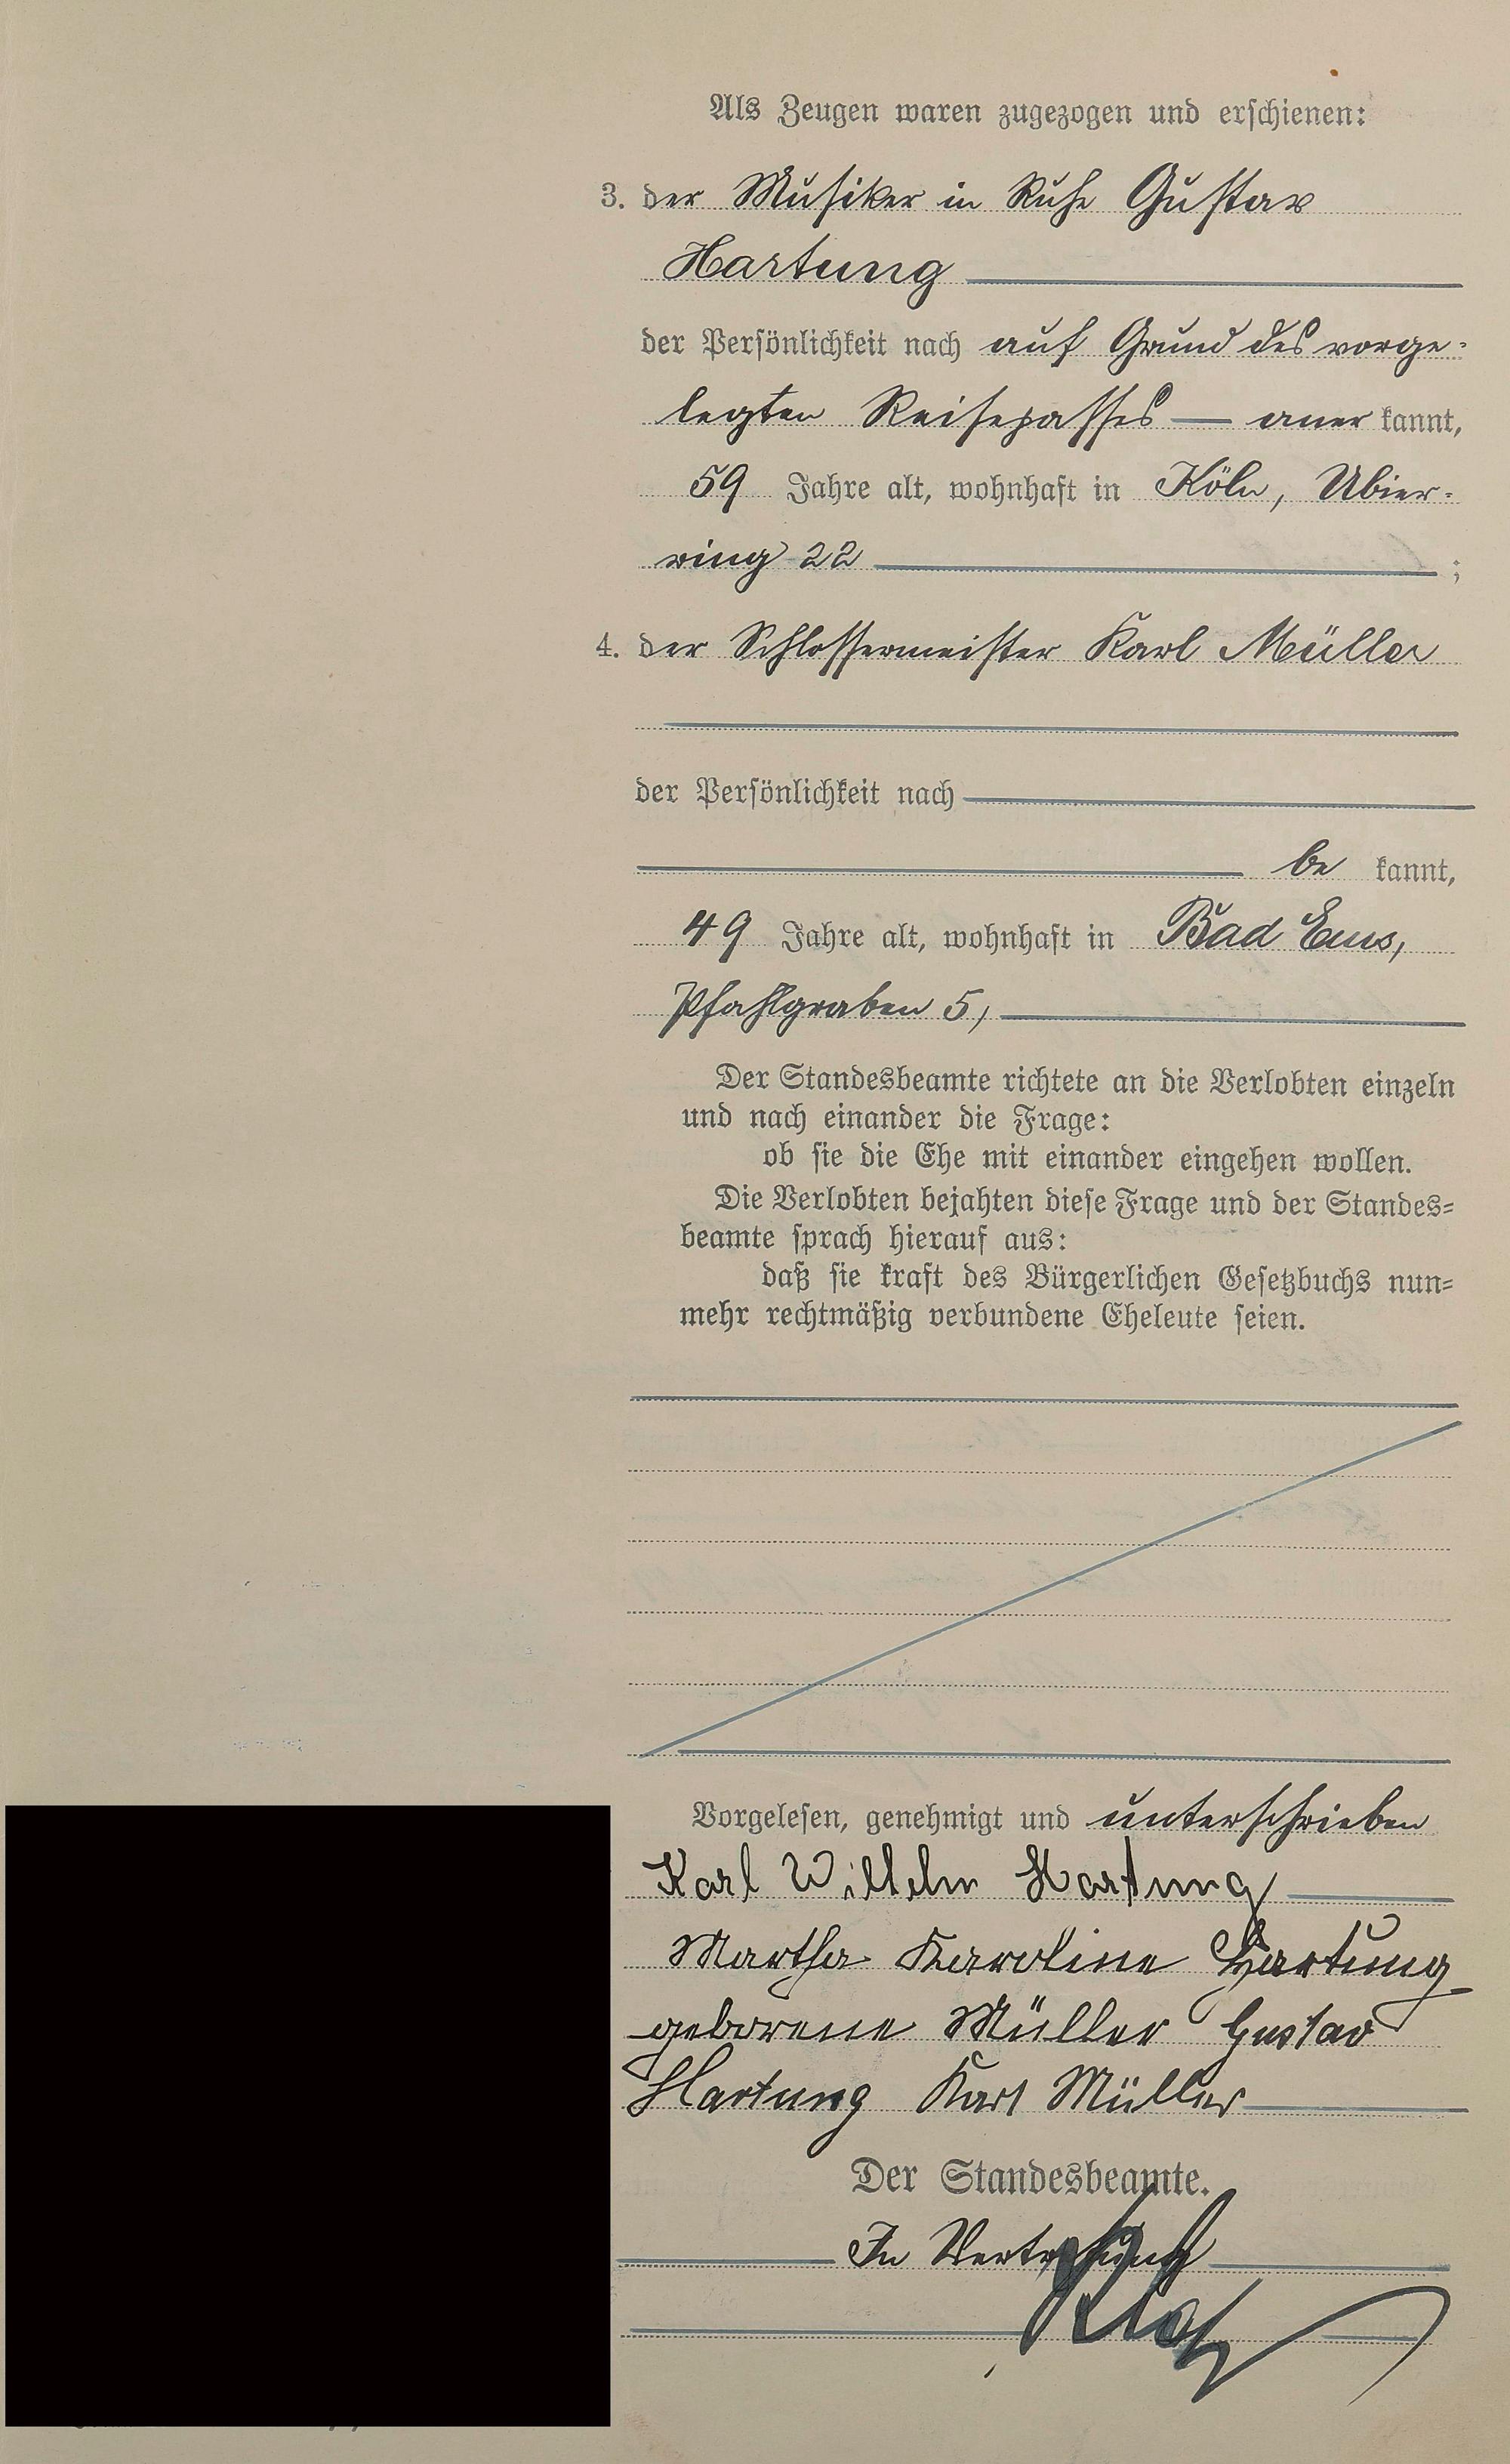 Als Zeugen waren zugezogen und erschienen:
3. der Musiker in Ruhe Gustav
Hartung
der Persönlichkeit nach auf Grund des vorge-
legten Reisepasses — aner kannt,
59 Jahre alt, wohnhaft in Köln, Ubier-
ring 22 ;
4. der Schlossermeister Karl Müller
der Persönlichkeit nach
be kannt,
49 Jahre alt, wohnhaft in Bad Ems,
Pfahlgraben 5,
Der Standesbeamte richtete an die Verlobten einzeln
und nach einander die Frage:
ob sie die Ehe mit einander eingehen wollen.
Die Verlobten bejahten diese Frage und der Standes-
beamte sprach hierauf aus:
daß sie kraft des Bürgerlichen Gesetzbuchs nun-
mehr rechtmäßig verbundene Eheleute seien.
Vorgelesen, genehmigt und unterschrieben
Karl Wilhelm Hartung
Martha Karoline Hartung
geborene Müller Gustav
Hartung Karl Müller
Der Standesbeamte.
In Vertretung